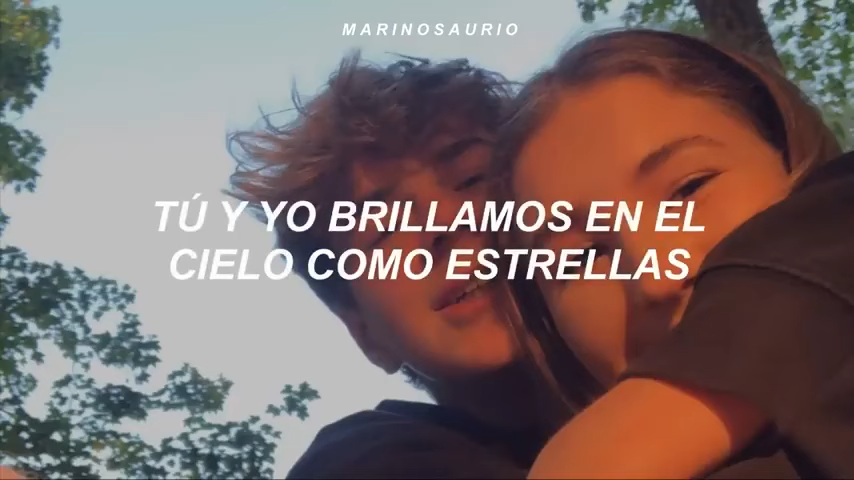 MARINOSAURIO
TÚ Y YO BRILLAMOS EN EL
CIELO COMO ESTRELLAS